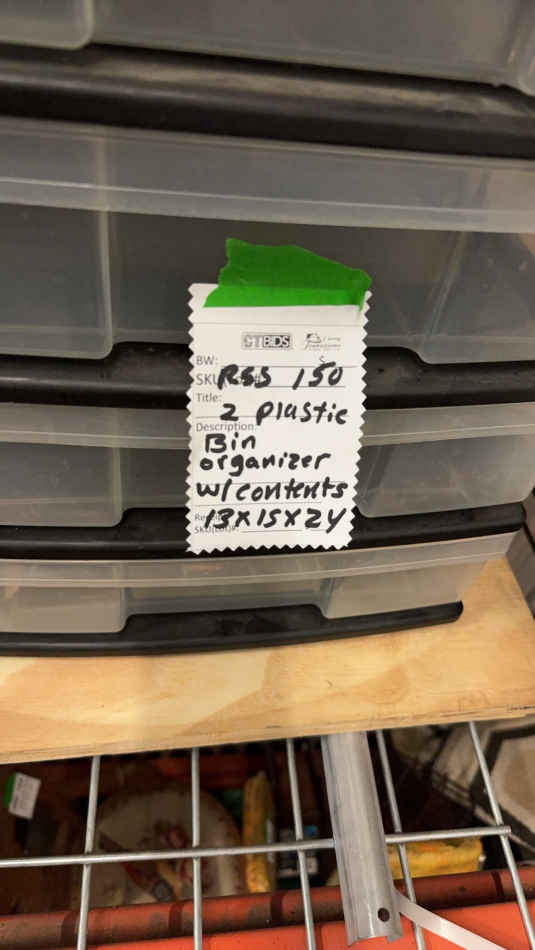 CTBIDS
BW:
SKU RSS 150
Title:
2 plastic
Description:
Bin
organizer
w/ contents
13x15x24